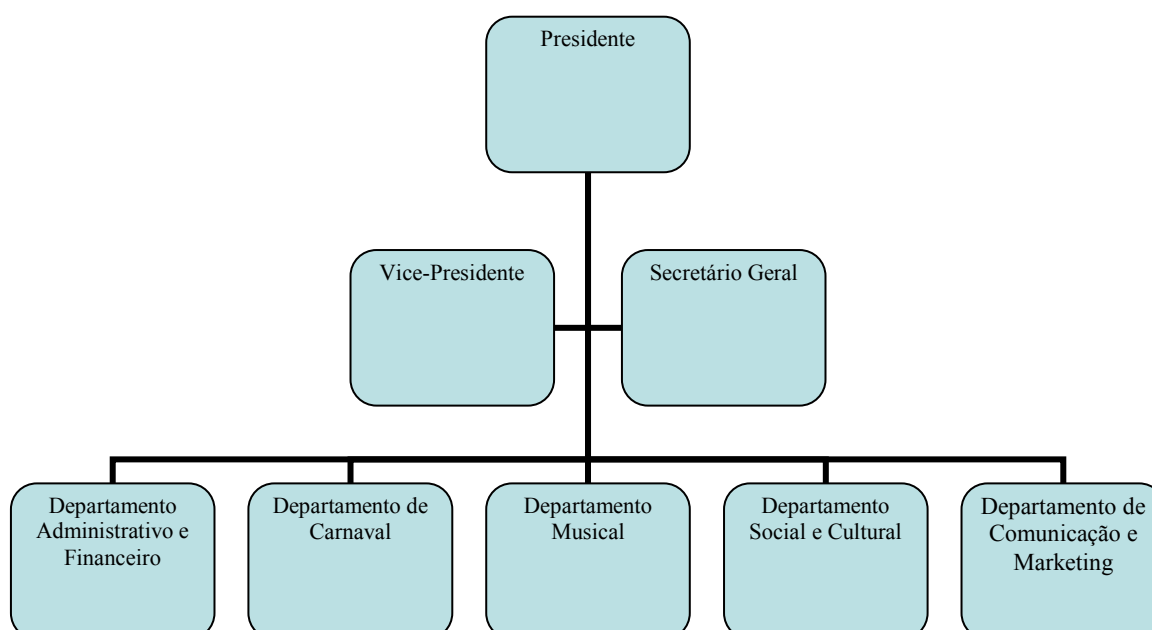 Presidente
Vice-Presidente
Secretário Geral
Departamento
Administrativo e
Financeiro
Departamento de
Carnaval
Departamento
Musical
Departamento
Social e Cultural
Departamento de
Comunicação e
Marketing